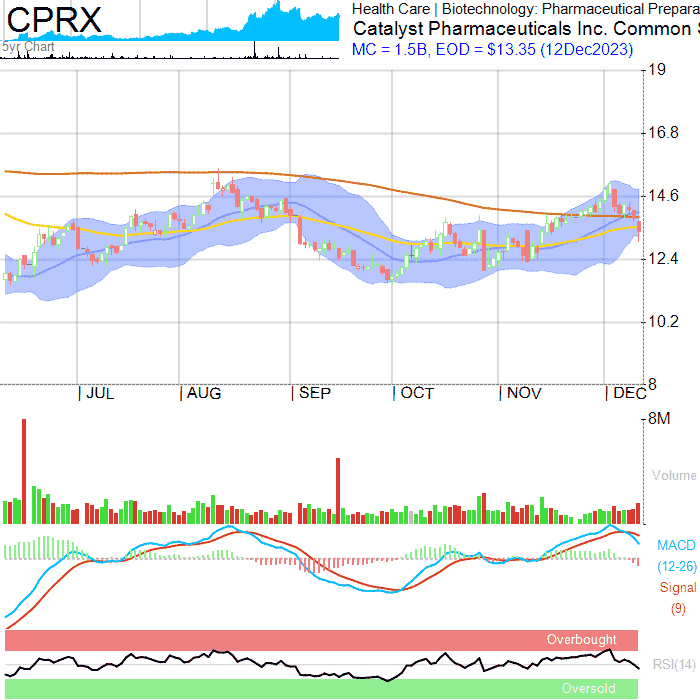 CPRX
5yr Chart
Health Care | Biotechnology: Pharmaceutical Prepara
Catalyst Pharmaceuticals Inc. Common S
MC = 1.5B, EOD = $13.35 (12Dec2023)
19
16.8
14.6
12.4
10.2
8
JUL
AUG
SEP
OCT
NOV
DEC
8M
Volume
MACD
(12-26)
Signal
(9)
Overbought
RSI(14)
Oversold